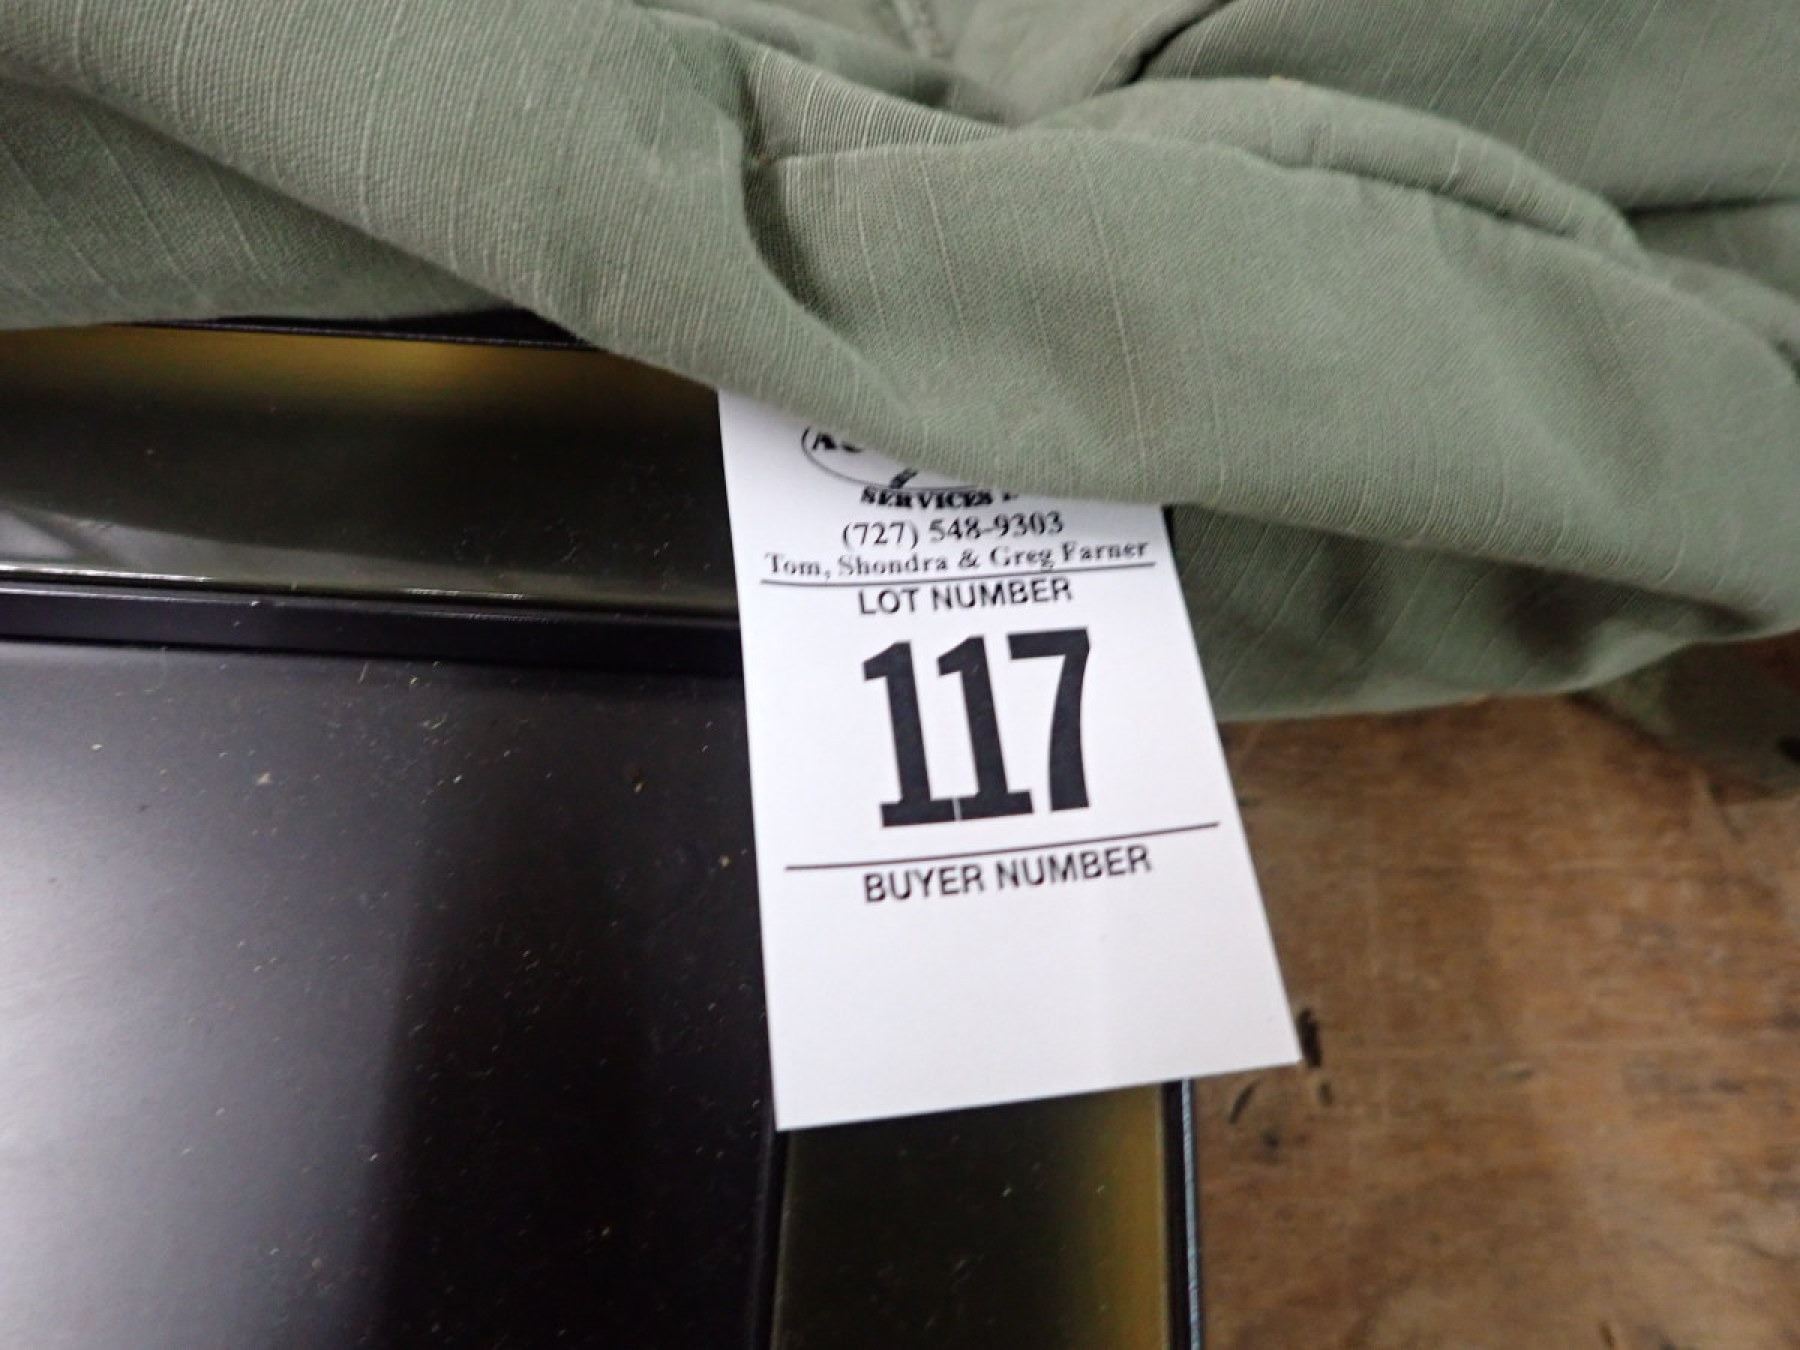 SERVICES
(727) 548-9303
Tom, Shondra & Greg Farner
LOT NUMBER
117
BUYER NUMBER